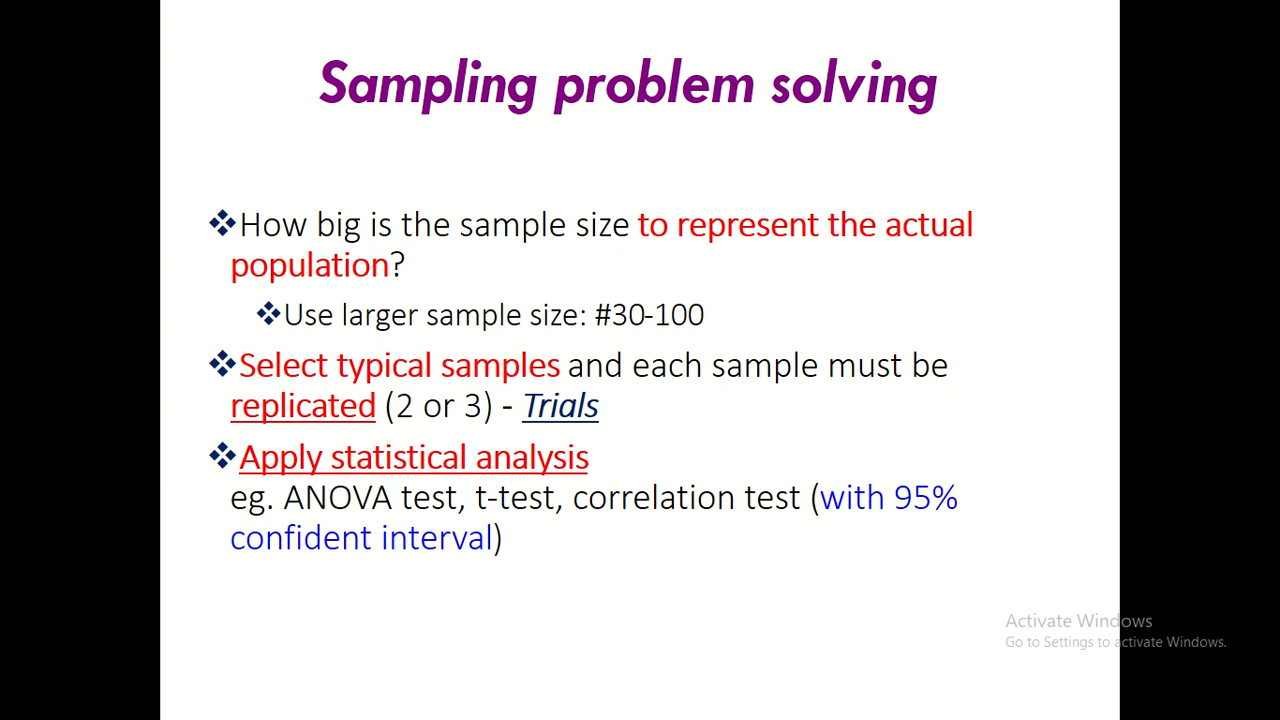 Sampling problem solving
❖How big is the sample size to represent the actual
population?
❖Use larger sample size: #30-100
❖Select typical samples and each sample must be
replicated (2 or 3) - Trials
❖Apply statistical analysis
eg. ANOVA test, t-test, correlation test (with 95%
confident interval)
Activate Windows
Go to Settings to activate Windows.